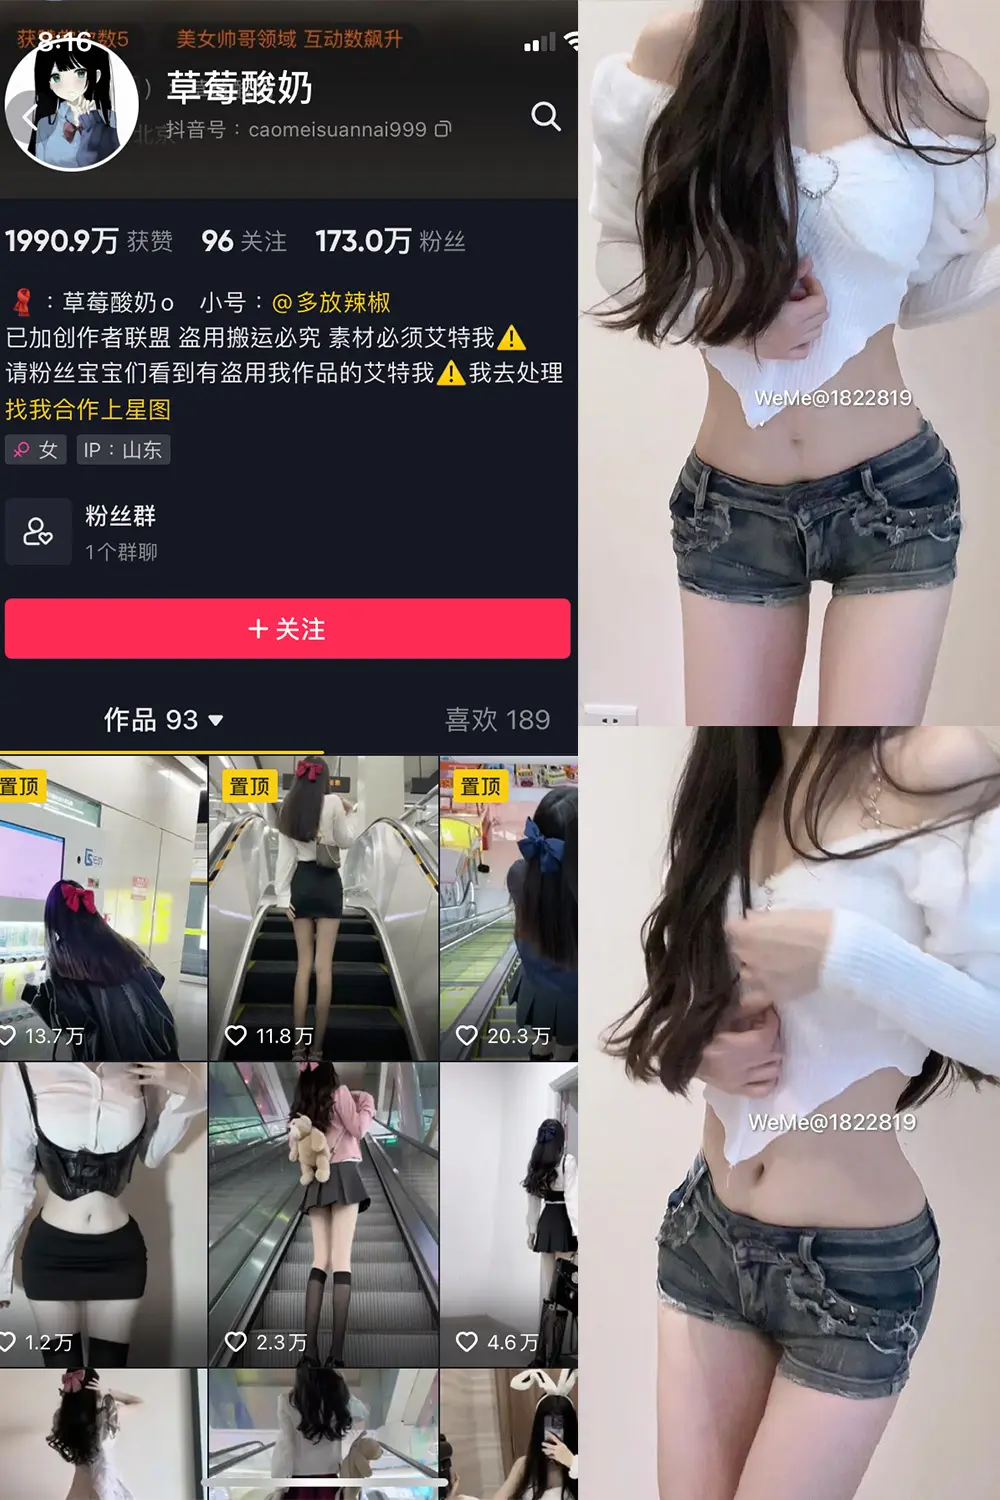 8:16
美女帅哥领域 互动数飙升
草莓酸奶
抖音号：caomeisuannai999
1990.9万 获赞 96 关注 173.0万 粉丝
：草莓酸奶o 小号：@多放辣椒
已加创作者联盟 盗用搬运必究 素材必须艾特我⚠️
请粉丝宝宝们看到有盗用我作品的艾特我⚠️我去处理
找我合作上星图
女 IP：山东
粉丝群
1个群聊
+ 关注
作品 93 喜欢 189
置顶 置顶 置顶
13.7万 11.8万 20.3万
1.2万 2.3万 4.6万
WeMe@1822819
WeMe@1822819